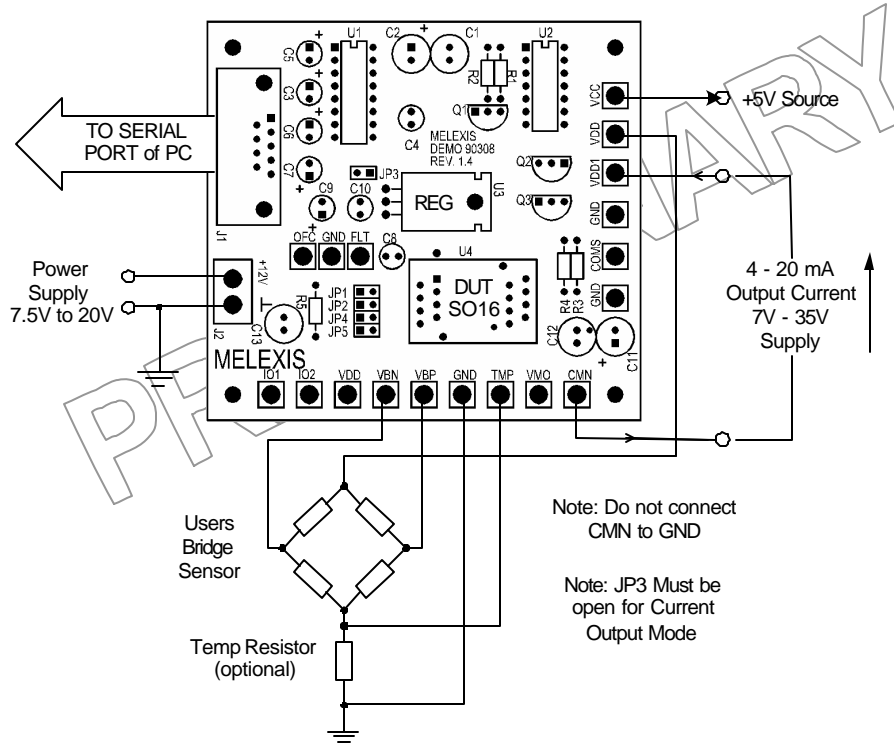 PRELIMINARY
C5
U1
C2
+
C1
U2
C3
+
C6
+
C7
+
R2
R1
Q1
VCC
+5V Source
TO SERIAL
PORT of PC
C4
MELEXIS
DEMO 90308
REV. 1.4
VDD
JP3
Q2
VDD1
C9
+
C10
REG
U3
Q3
GND
J1
OFC
GND
FLT
C8
U4
COMS
Power
Supply
7.5V to 20V
+12V
J2
C13
R5
JP1
JP2
JP4
JP5
DUT
SO16
R4
R3
GND
4 - 20 mA
Output Current
7V - 35V
Supply
C12
+
C11
MELEXIS
IO1
IO2
VDD
VBN
VBP
GND
TMP
VMO
CMN
Users
Bridge
Sensor
Note: Do not connect
CMN to GND
Note: JP3 Must be
open for Current
Output Mode
Temp Resistor
(optional)